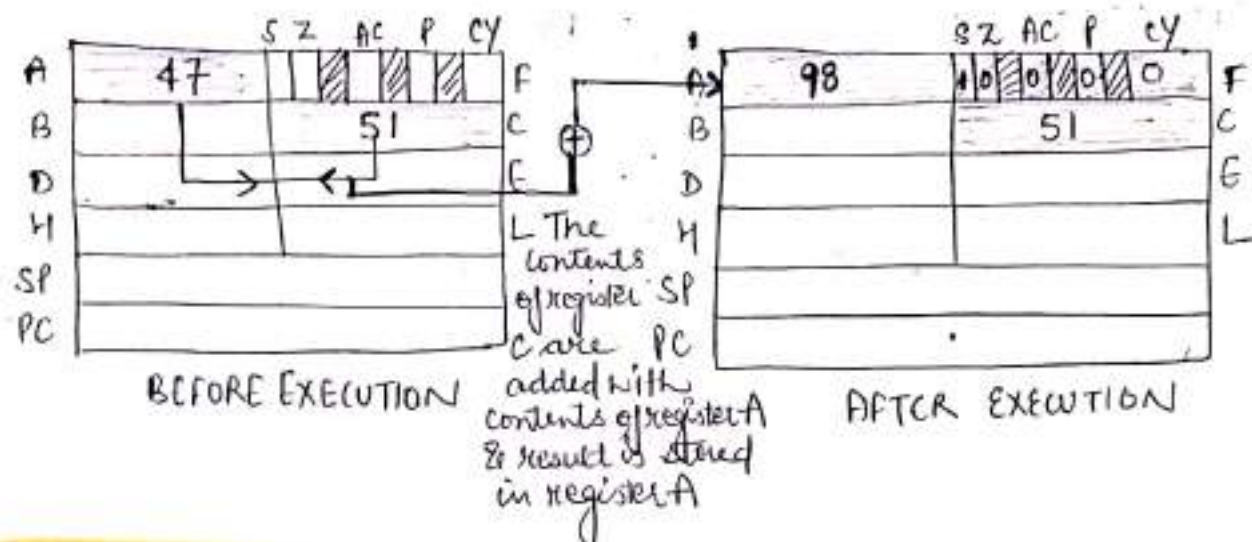 S Z AC P CY
A 47 F
B 51 C
D E
H L
SP
PC
BEFORE EXECUTION
The
contents
of register
C are
added with
contents of register A
& result is stored
in register A
S Z AC P CY
A 98 1 0 0 0 0 F
B 51 C
D E
H L
SP
PC
AFTER EXECUTION